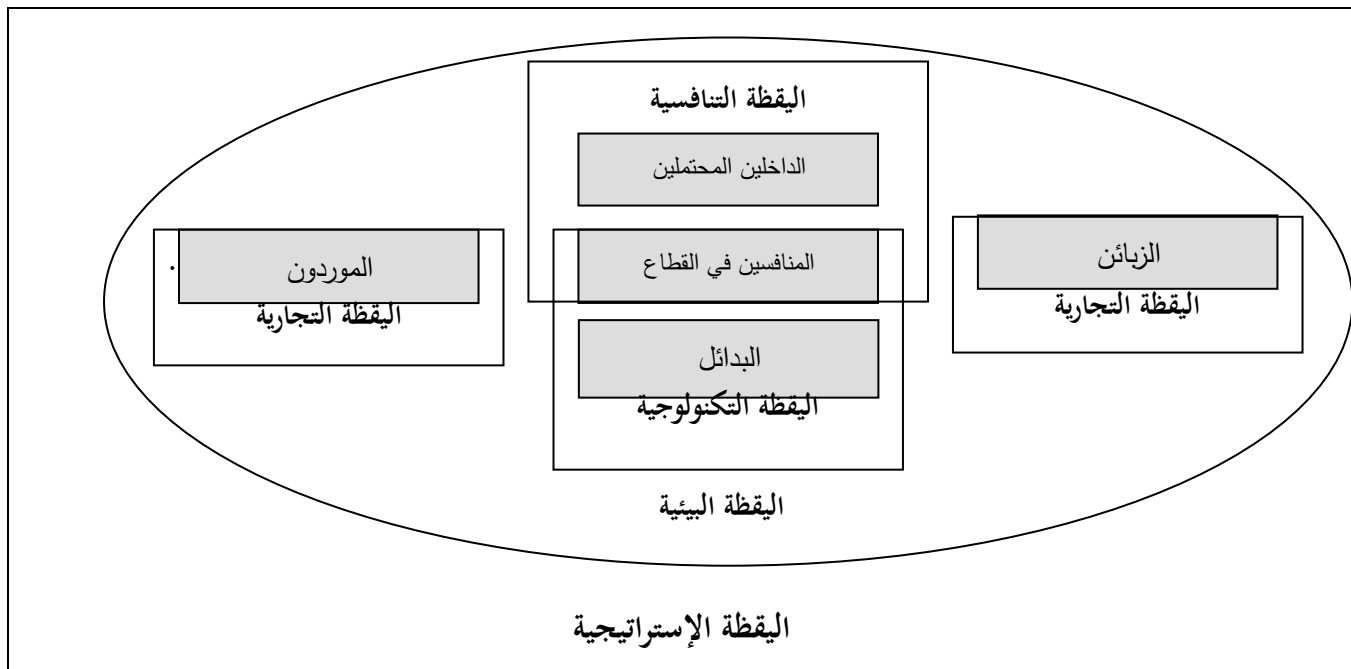 اليقظة التنافسية
الداخلين المحتملين
الزبائن
اليقظة التجارية
المنافسين في القطاع
الموردون
.
اليقظة التجارية
البدائل
اليقظة التكنولوجية
اليقظة البيئية
اليقظة الإستراتيجية